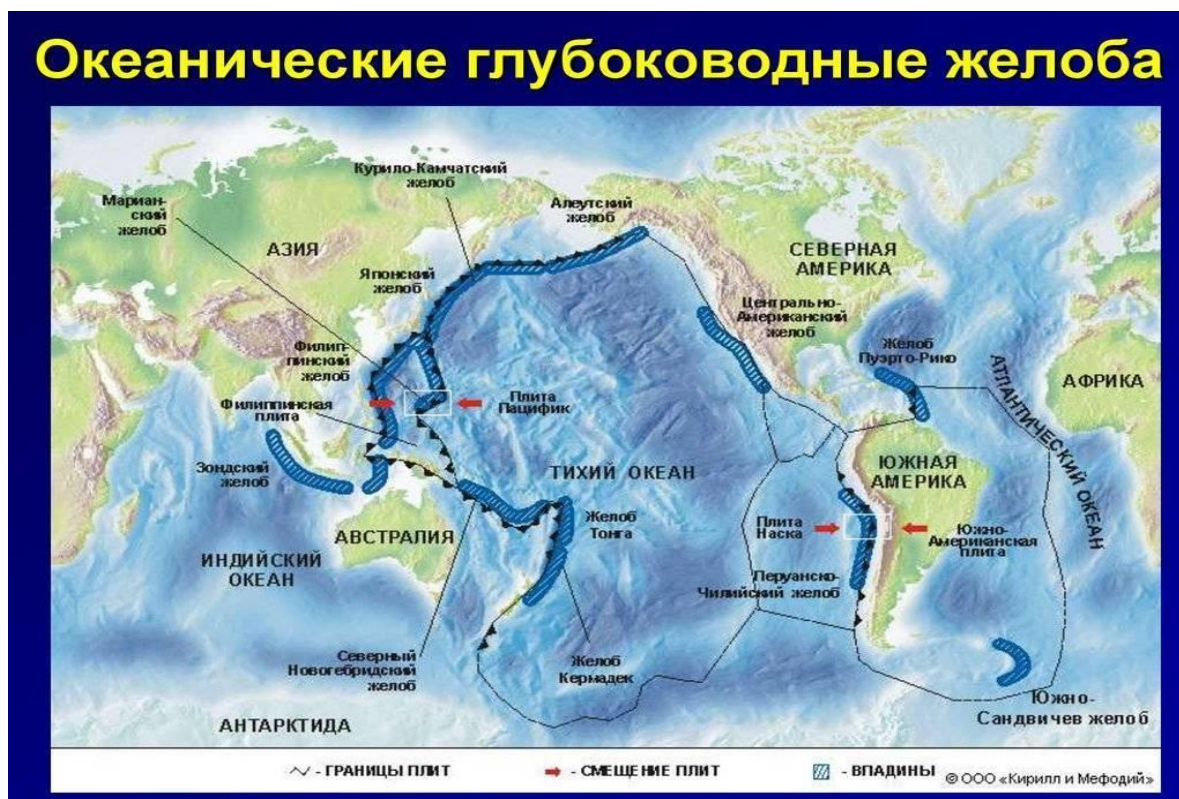 Океанические глубоководные желоба
Курило-Камчатский
желоб
Мариан-
ский
желоб
Алеутский
желоб
АЗИЯ
СЕВЕРНАЯ
АМЕРИКА
Японский
желоб
Центрально-
Американский
желоб
Филип-
пинский
желоб
Желоб
Пуэрто-Рико
АТЛАНТИЧЕСКИЙ ОКЕАН
АФРИКА
Филиппинская
плита
Плита
Пацифик
Зондский
желоб
ТИХИЙ ОКЕАН
ЮЖНАЯ
АМЕРИКА
АВСТРАЛИЯ
Желоб
Тонга
Плита
Наска
Южно-
Американская
плита
ИНДИЙСКИЙ
ОКЕАН
Перуанско-
Чилийский желоб
Северный
Новогебридский
желоб
Желоб
Кермадек
Южно-
Сандвичев желоб
АНТАРКТИДА
- ГРАНИЦЫ ПЛИТ
- СМЕЩЕНИЕ ПЛИТ
- ВПАДИНЫ
© ООО «Кирилл и Мефодий»